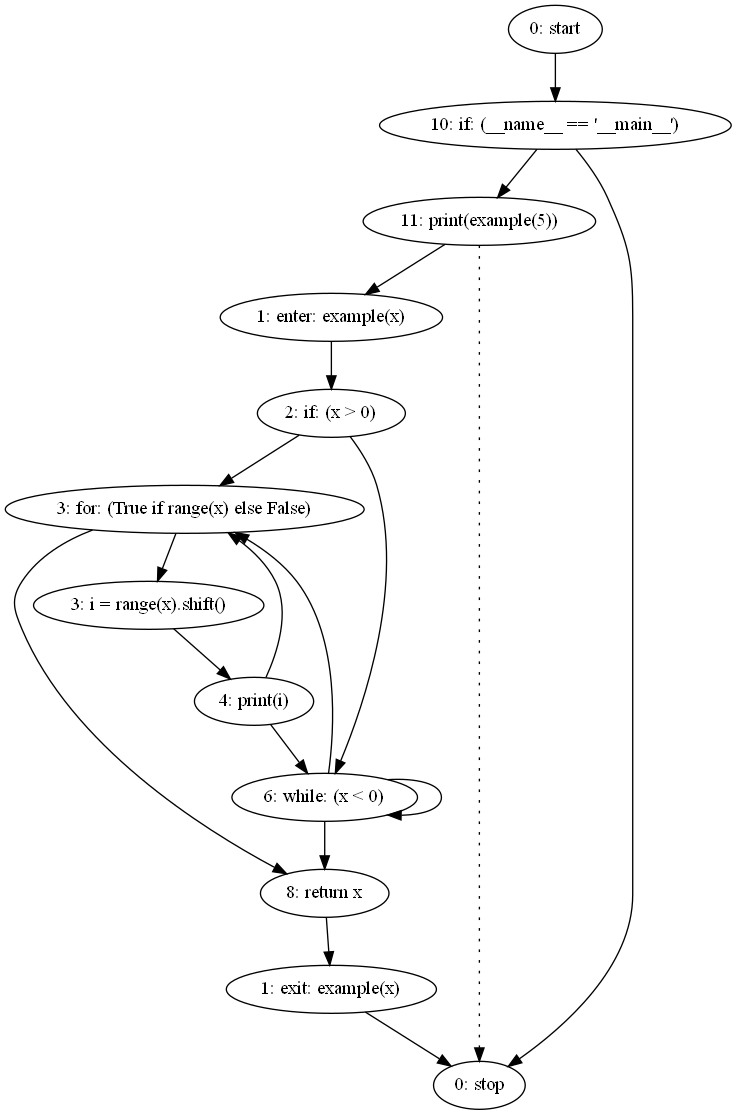 0: start
10: if: (__name__ == '__main__')
11: print(example(5))
1: enter: example(x)
2: if: (x > 0)
3: for: (True if range(x) else False)
3: i = range(x).shift()
4: print(i)
6: while: (x < 0)
8: return x
1: exit: example(x)
0: stop